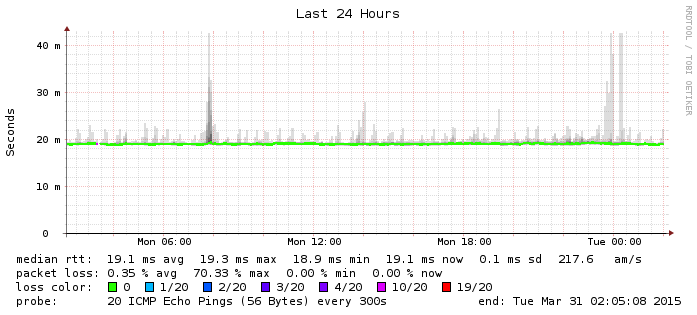 Last 24 Hours
RRDTOOL / TOBI OETIKER
Seconds
40 m
30 m
20 m
10 m
0
Mon 06:00 Mon 12:00 Mon 18:00 Tue 00:00
median rtt: 19.1 ms avg 19.3 ms max 18.9 ms min 19.1 ms now 0.1 ms sd 217.6 am/s
packet loss: 0.35 % avg 70.33 % max 0.00 % min 0.00 % now
loss color: 0 1/20 2/20 3/20 4/20 10/20 19/20
probe: 20 ICMP Echo Pings (56 Bytes) every 300s end: Tue Mar 31 02:05:08 2015